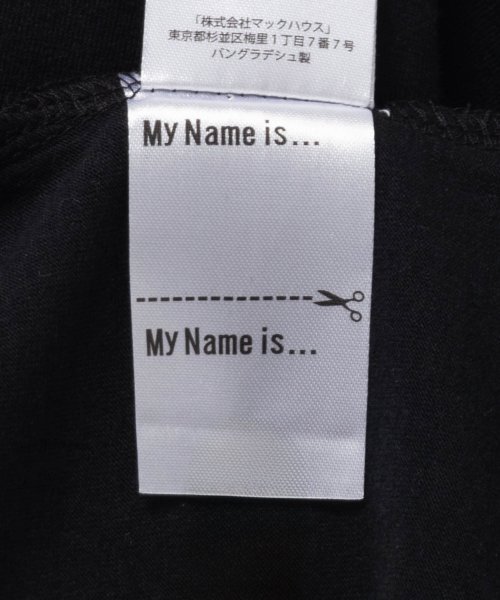 「株式会社マックハウス」
東京都杉並区梅里1丁目7番7号
バングラデシュ製
My Name is...
My Name is...